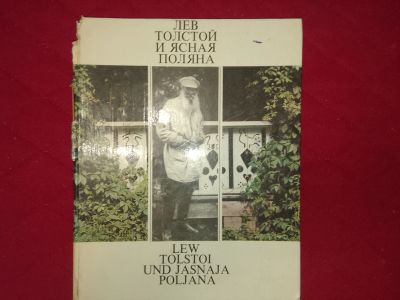 ЛЕВ
ТОЛСТОЙ
И ЯСНАЯ
ПОЛЯНА
LEW
TOLSTOI
UND JASNAJA
POLJANA